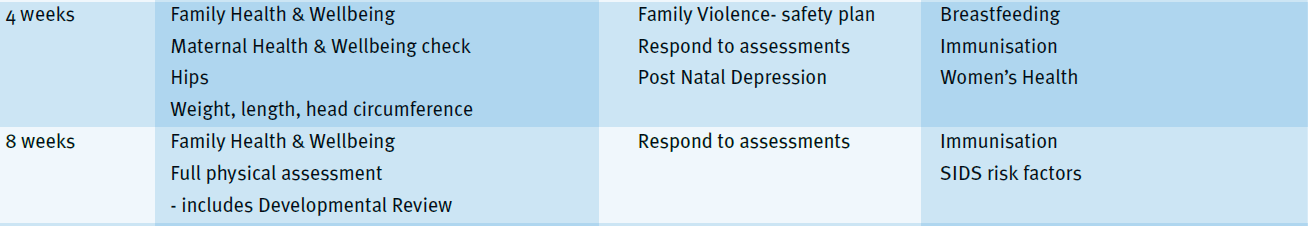 4 weeks Family Health & Wellbeing Family Violence- safety plan Breastfeeding
Maternal Health & Wellbeing check Respond to assessments Immunisation
Hips Post Natal Depression Women’s Health
Weight, length, head circumference
8 weeks Family Health & Wellbeing Respond to assessments Immunisation
Full physical assessment SIDS risk factors
- includes Developmental Review